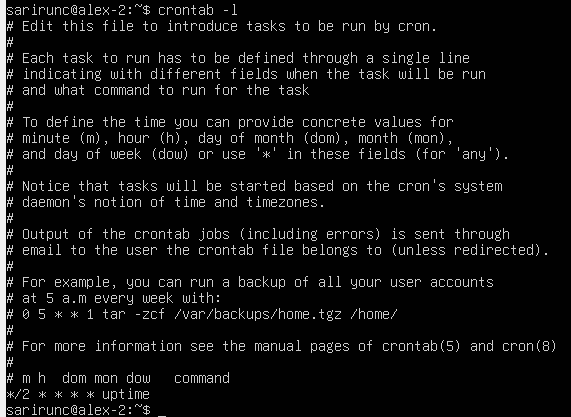 sarirunc@alex-2:~$ crontab -l
# Edit this file to introduce tasks to be run by cron.
#
# Each task to run has to be defined through a single line
# indicating with different fields when the task will be run
# and what command to run for the task
#
# To define the time you can provide concrete values for
# minute (m), hour (h), day of month (dom), month (mon),
# and day of week (dow) or use '*' in these fields (for 'any').
#
# Notice that tasks will be started based on the cron's system
# daemon's notion of time and timezones.
#
# Output of the crontab jobs (including errors) is sent through
# email to the user the crontab file belongs to (unless redirected).
#
# For example, you can run a backup of all your user accounts
# at 5 a.m every week with:
# 0 5 * * 1 tar -zcf /var/backups/home.tgz /home/
#
# For more information see the manual pages of crontab(5) and cron(8)
#
# m h  dom mon dow   command
*/2 * * * * uptime
sarirunc@alex-2:~$ _